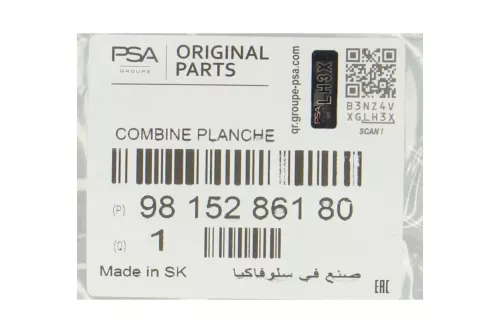 PSA
GROUPE
ORIGINAL
PARTS
qr.groupe-psa.com
PSA LH3X
B3NZ4V
XGLH3X
SCAN !
COMBINE PLANCHE
(P) 98 152 861 80
(Q) 1
Made in SK
صنع في سلوفاكيا
EAC